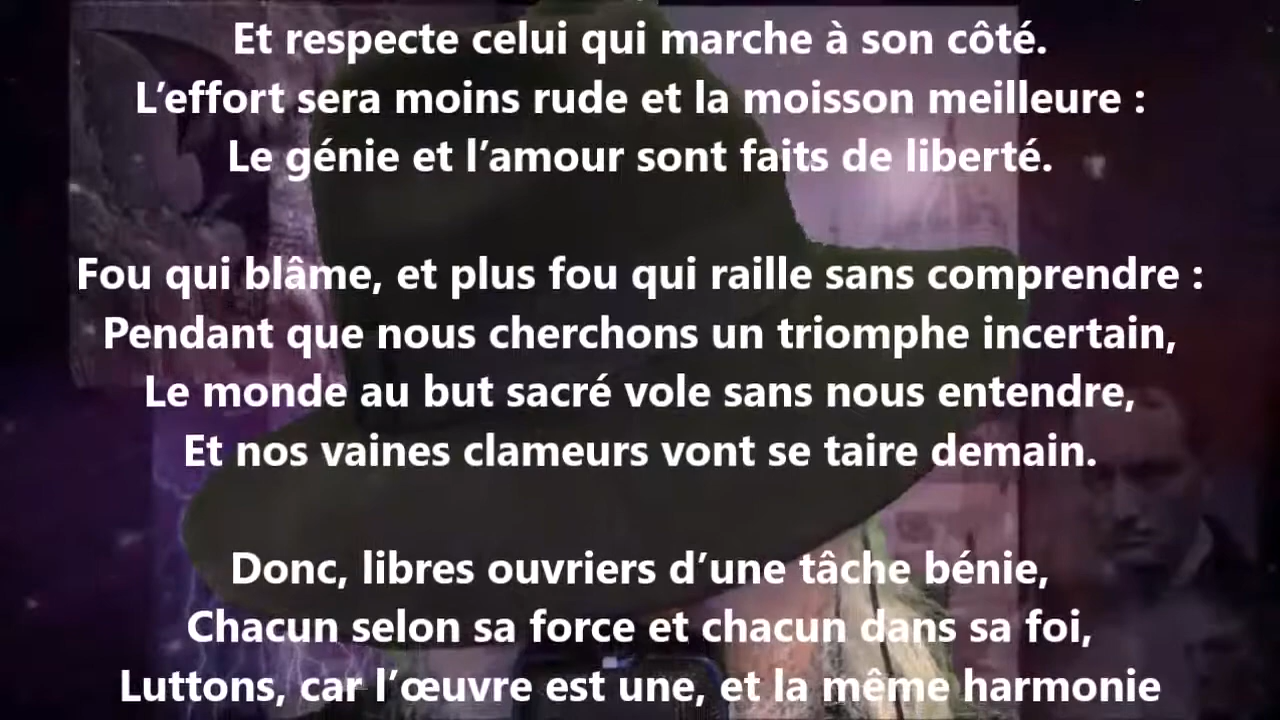 Et respecte celui qui marche à son côté.
L’effort sera moins rude et la moisson meilleure :
Le génie et l’amour sont faits de liberté.
Fou qui blâme, et plus fou qui raille sans comprendre :
Pendant que nous cherchons un triomphe incertain,
Le monde au but sacré vole sans nous entendre,
Et nos vaines clameurs vont se taire demain.
Donc, libres ouvriers d’une tâche bénie,
Chacun selon sa force et chacun dans sa foi,
Luttons, car l’œuvre est une, et la même harmonie